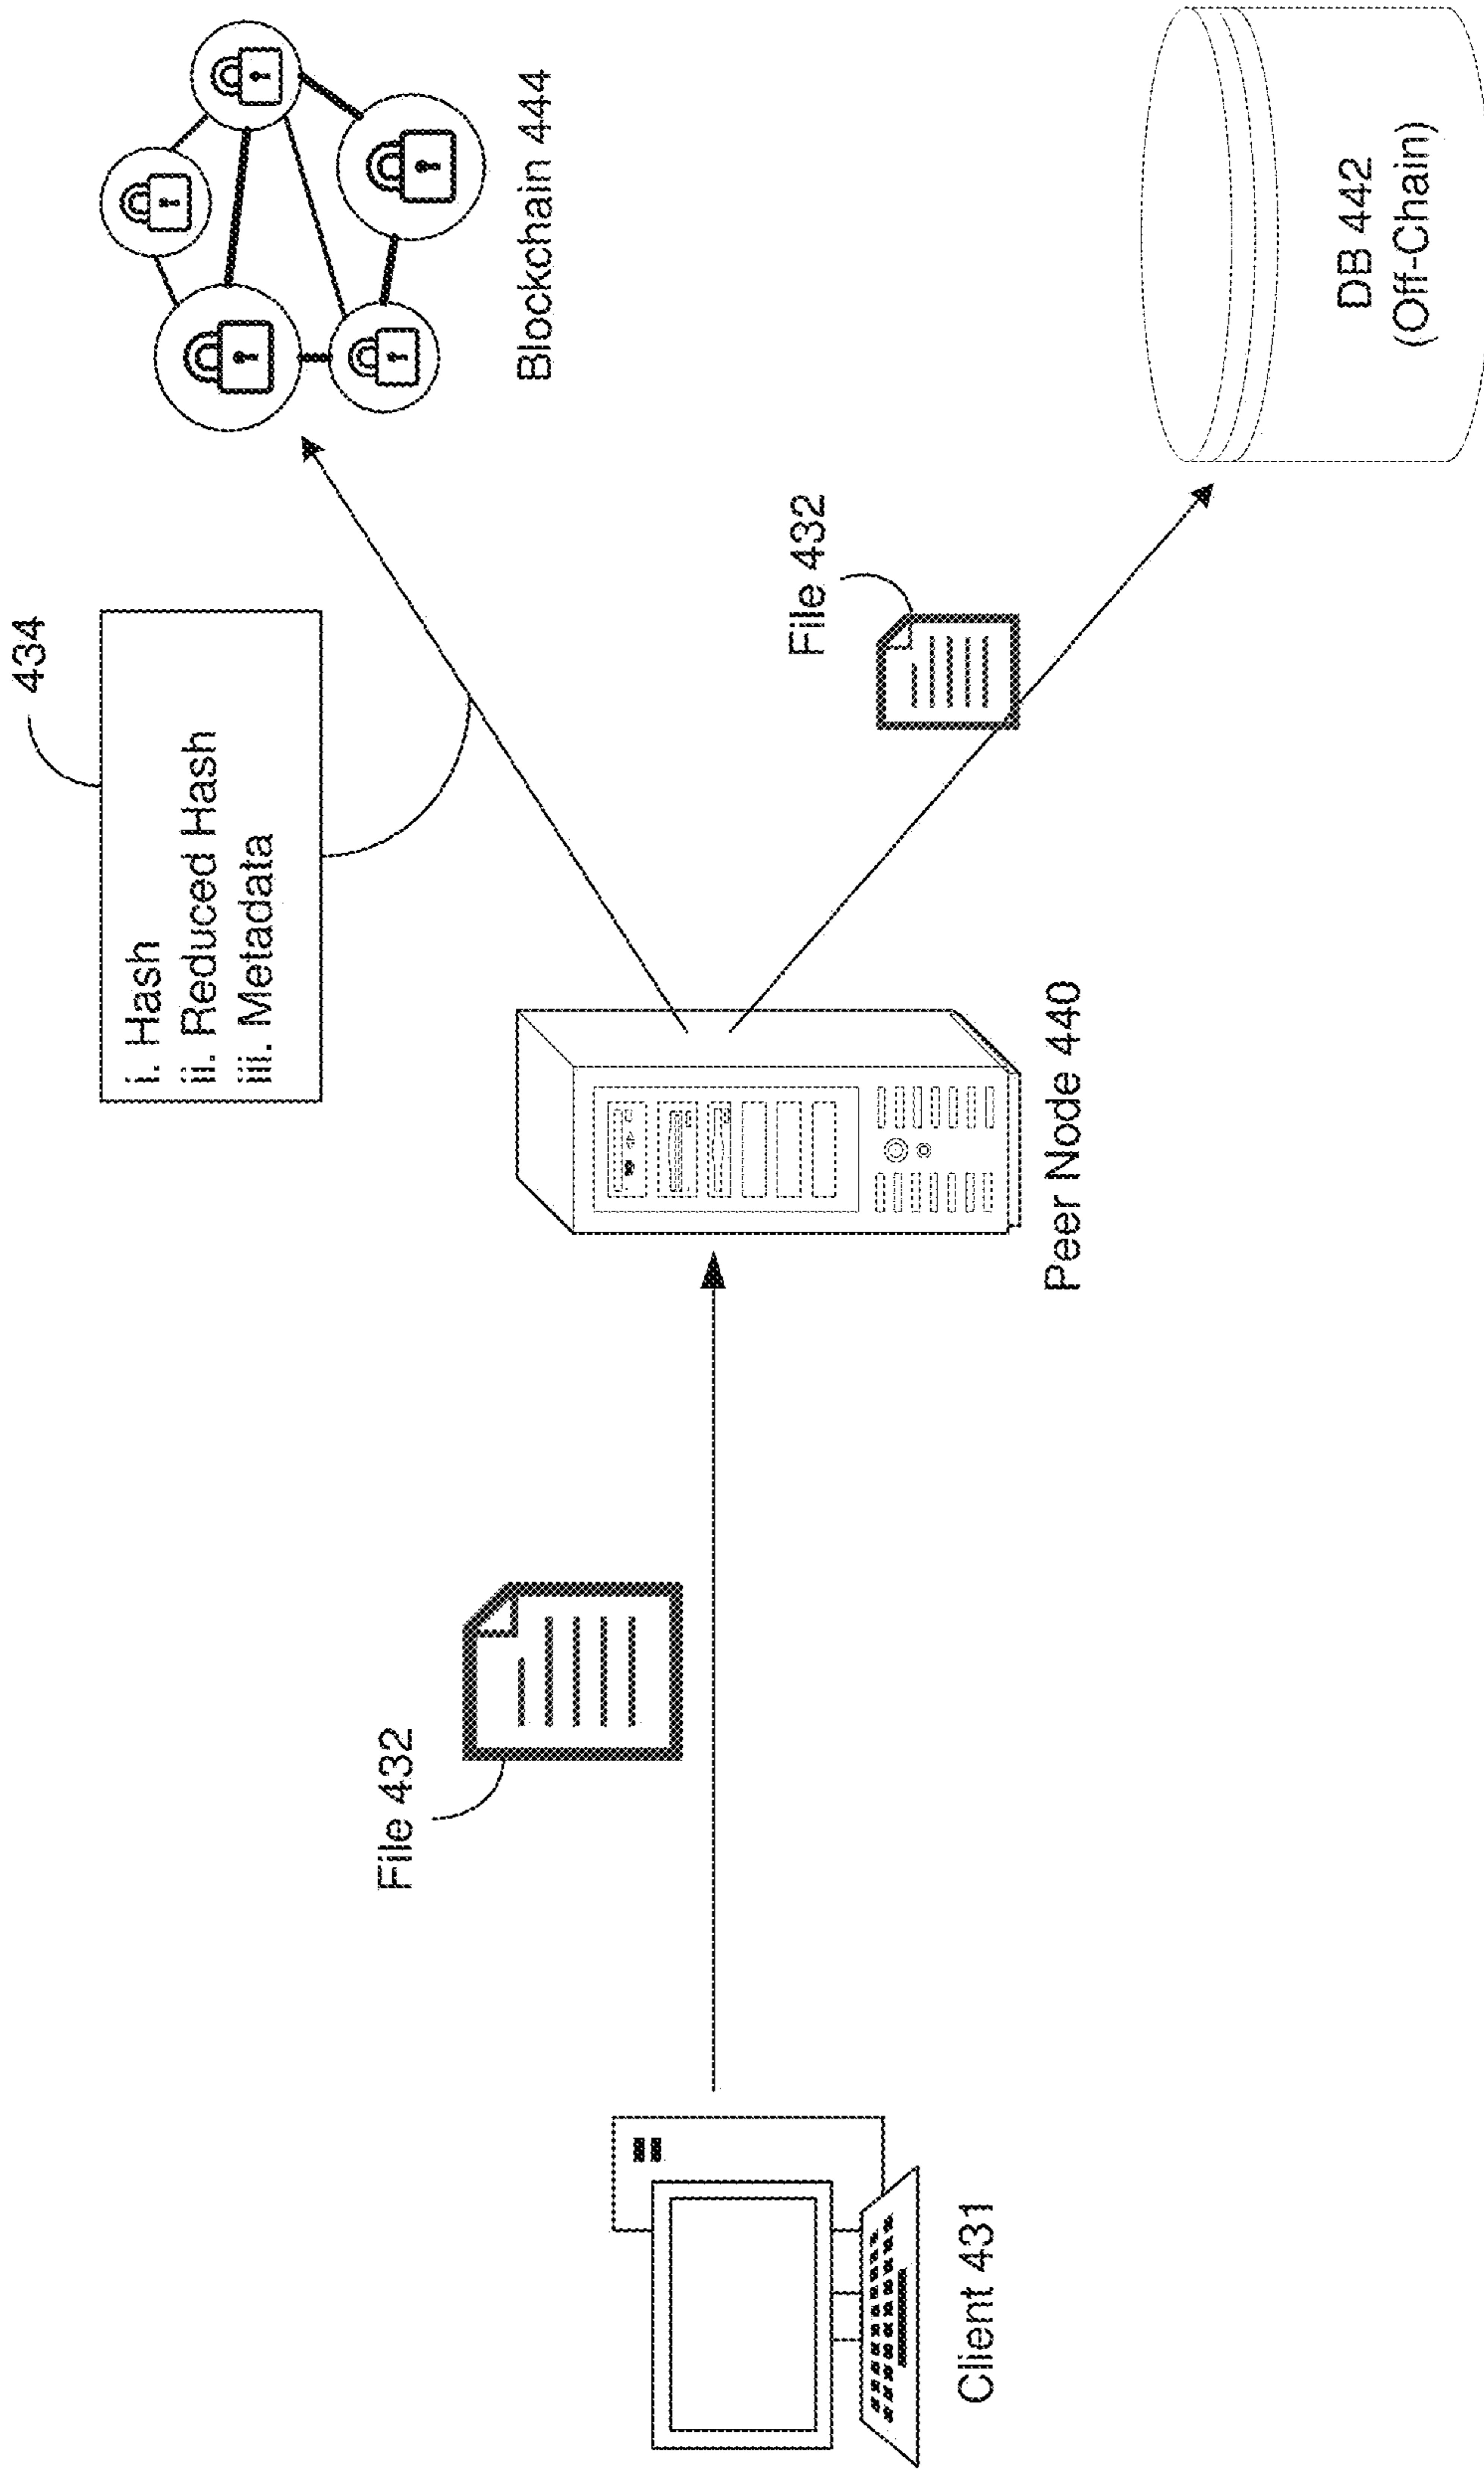 434
i. Hash
ii. Reduced Hash
iii. Metadata
Blockchain 444
File 432
File 432
Client 431
Peer Node 440
DB 442
(Off-Chain)